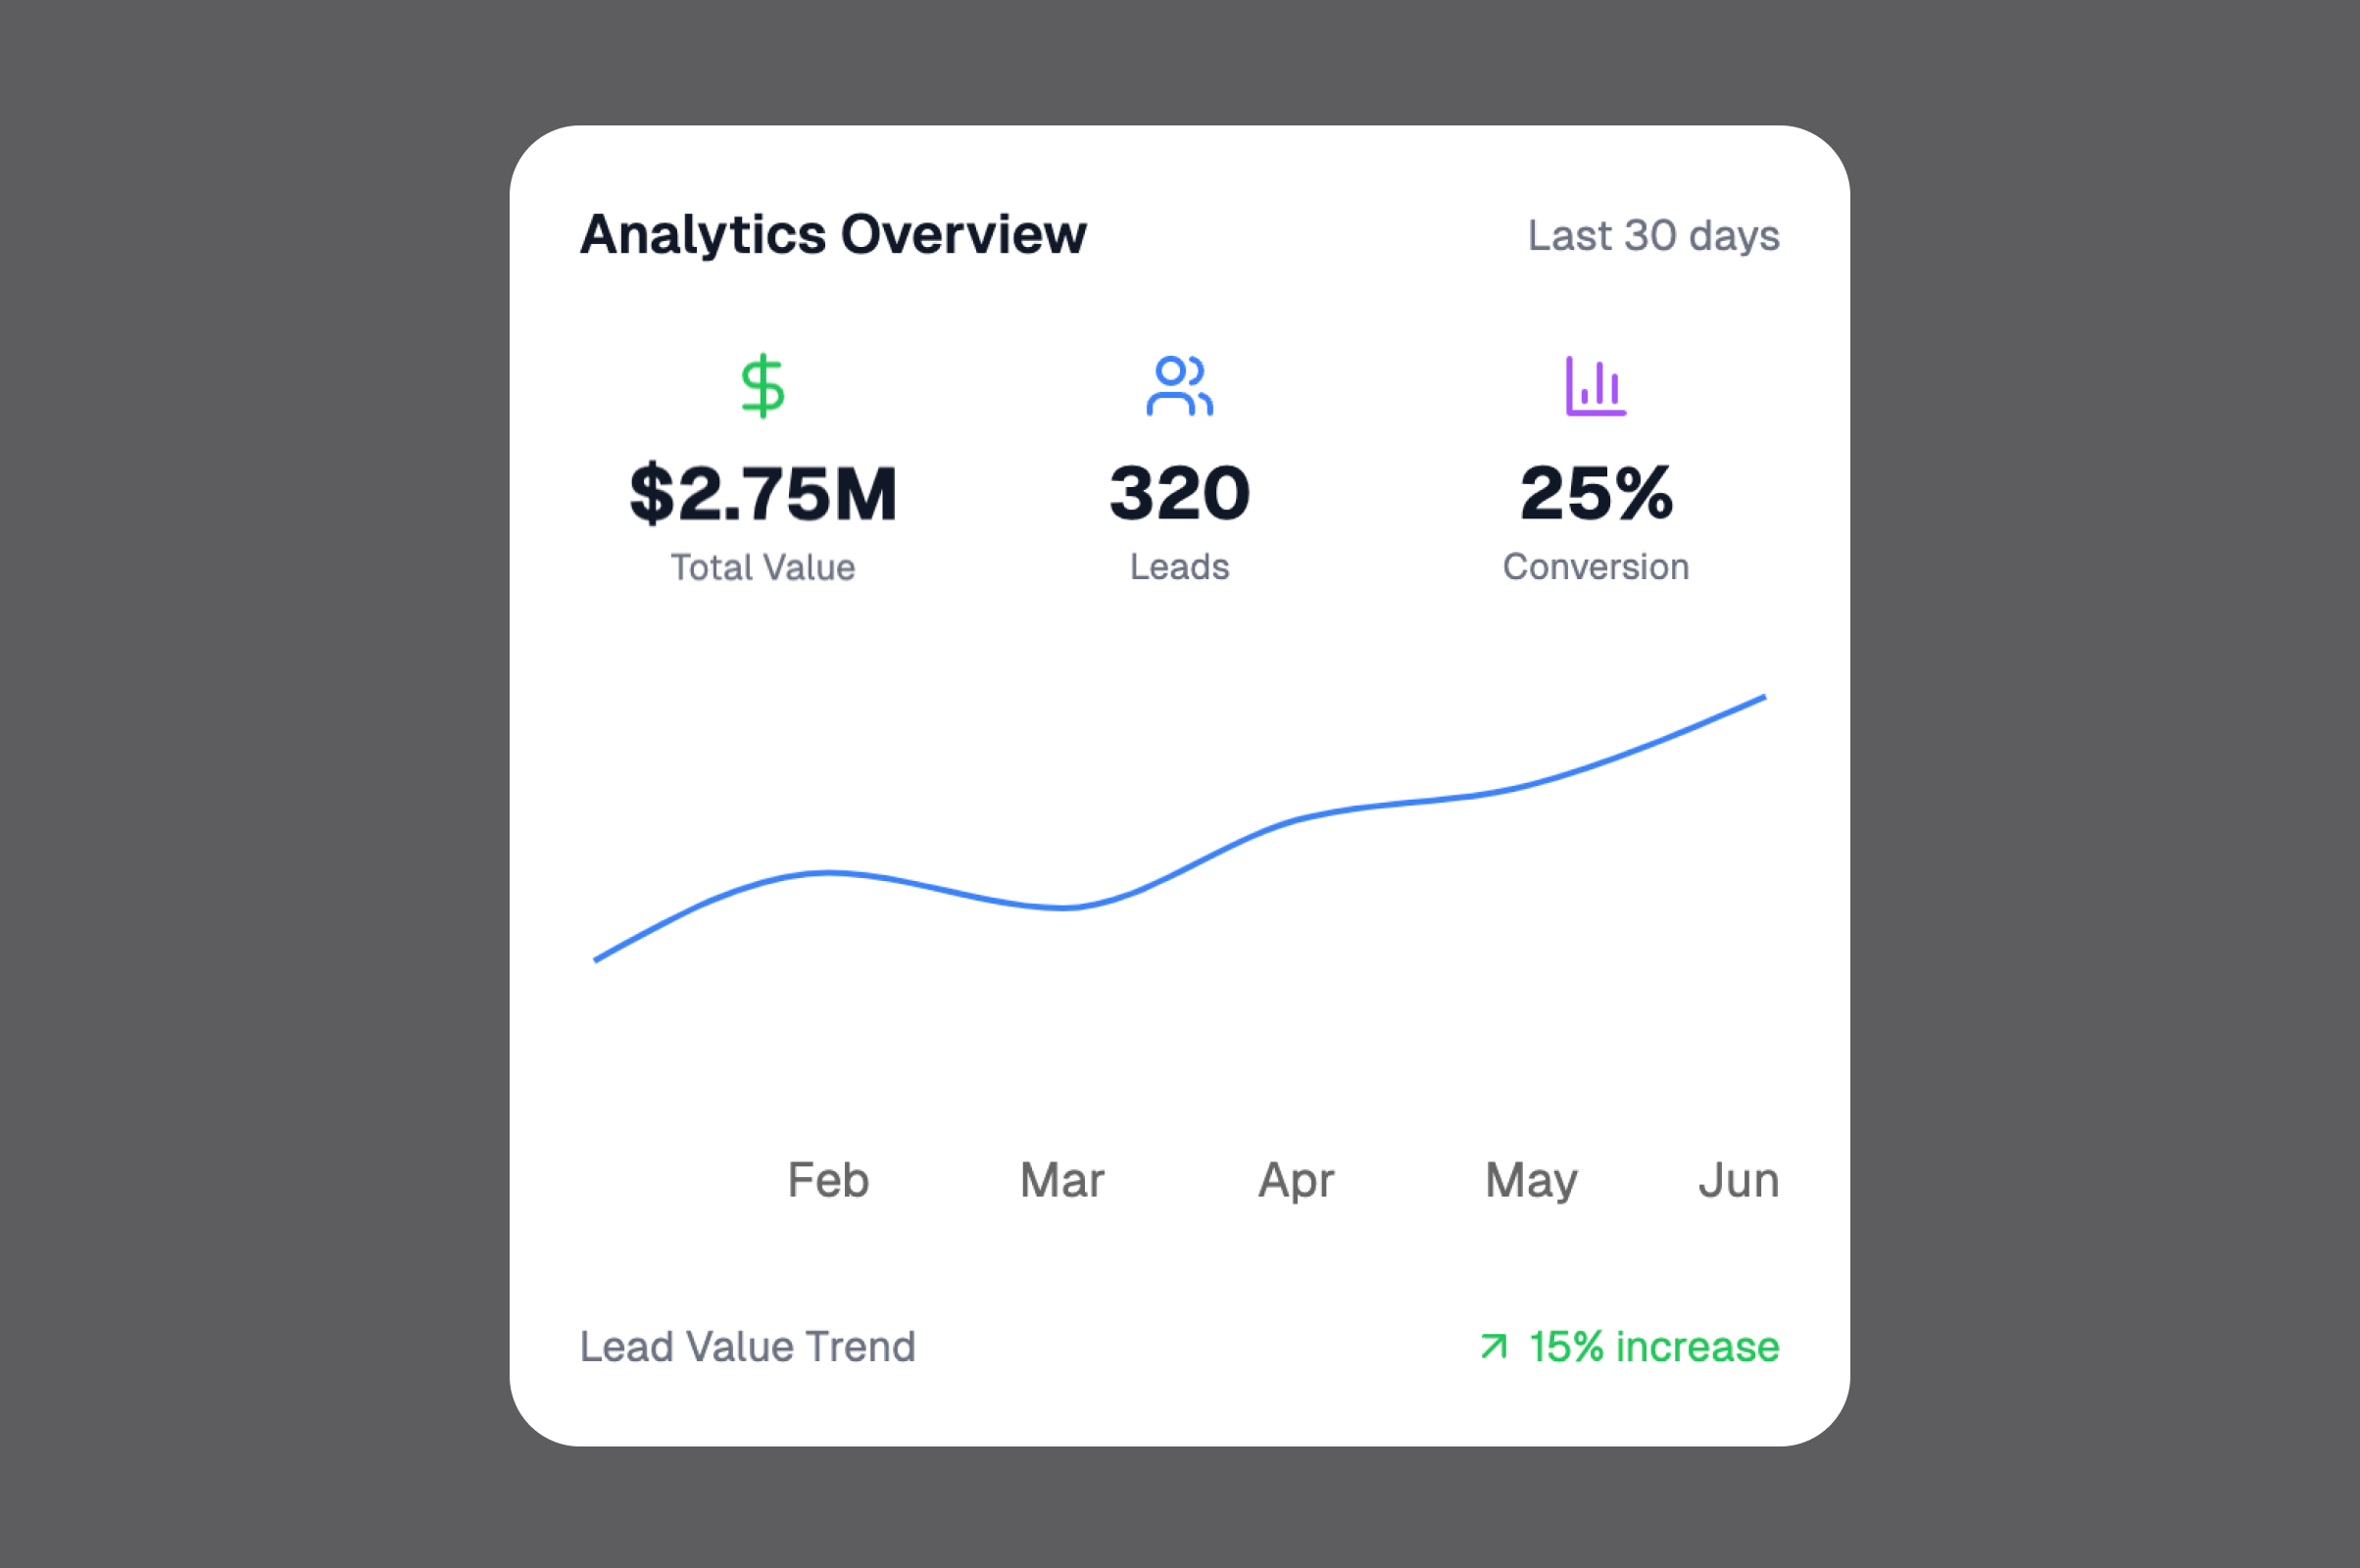 Analytics Overview
Last 30 days
$2.75M
320
25%
Total Value
Leads
Conversion
Feb
Mar
Apr
May
Jun
Lead Value Trend
15% increase